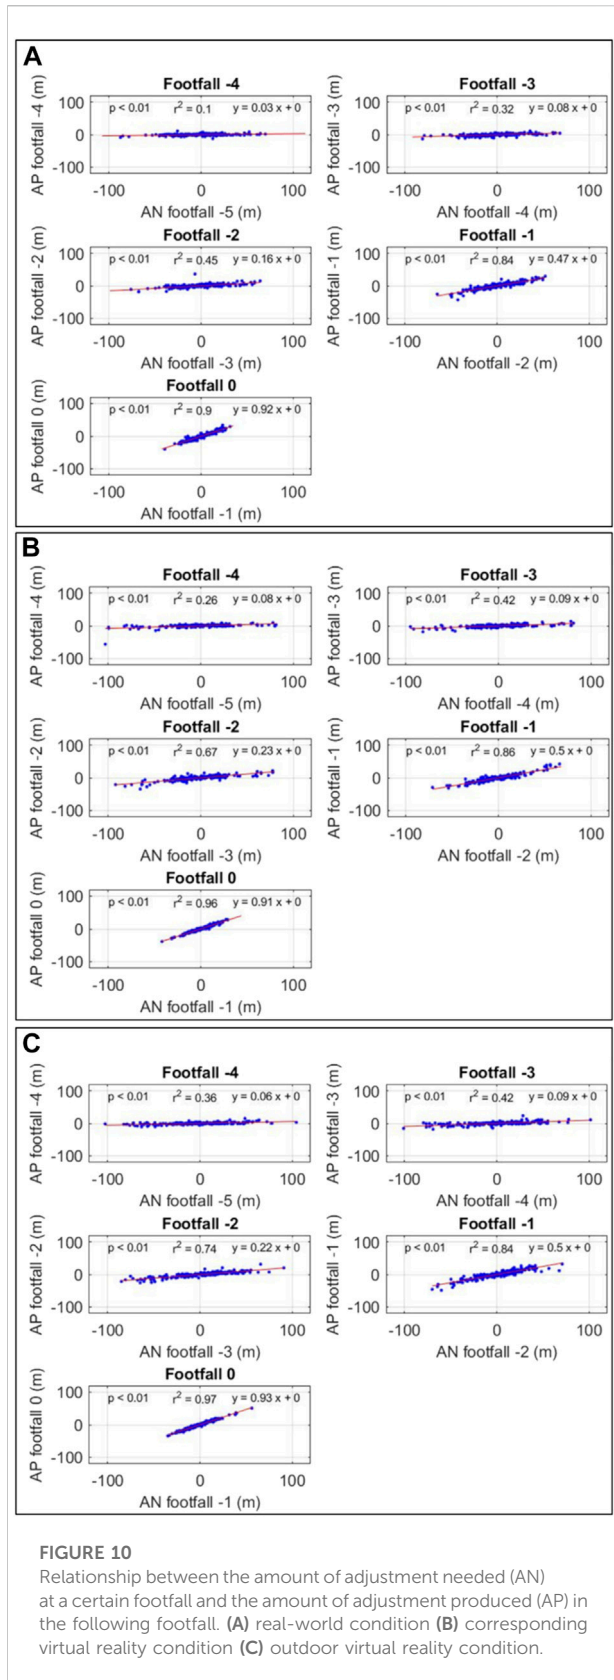 A
Footfall -4
p < 0.01 r2 = 0.1 y = 0.03 x + 0
AP footfall -4 (m)
100
0
-100
-100 0 100
AN footfall -5 (m)
Footfall -3
p < 0.01 r2 = 0.32 y = 0.08 x + 0
AP footfall -3 (m)
100
0
-100
-100 0 100
AN footfall -4 (m)
Footfall -2
p < 0.01 r2 = 0.45 y = 0.16 x + 0
AP footfall -2 (m)
100
0
-100
-100 0 100
AN footfall -3 (m)
Footfall -1
p < 0.01 r2 = 0.84 y = 0.47 x + 0
AP footfall -1 (m)
100
0
-100
-100 0 100
AN footfall -2 (m)
Footfall 0
p < 0.01 r2 = 0.9 y = 0.92 x + 0
AP footfall 0 (m)
100
0
-100
-100 0 100
AN footfall -1 (m)
B
Footfall -4
p < 0.01 r2 = 0.26 y = 0.08 x + 0
AP footfall -4 (m)
100
0
-100
-100 0 100
AN footfall -5 (m)
Footfall -3
p < 0.01 r2 = 0.42 y = 0.09 x + 0
AP footfall -3 (m)
100
0
-100
-100 0 100
AN footfall -4 (m)
Footfall -2
p < 0.01 r2 = 0.67 y = 0.23 x + 0
AP footfall -2 (m)
100
0
-100
-100 0 100
AN footfall -3 (m)
Footfall -1
p < 0.01 r2 = 0.86 y = 0.5 x + 0
AP footfall -1 (m)
100
0
-100
-100 0 100
AN footfall -2 (m)
Footfall 0
p < 0.01 r2 = 0.96 y = 0.91 x + 0
AP footfall 0 (m)
100
0
-100
-100 0 100
AN footfall -1 (m)
C
Footfall -4
p < 0.01 r2 = 0.36 y = 0.06 x + 0
AP footfall -4 (m)
100
0
-100
-100 0 100
AN footfall -5 (m)
Footfall -3
p < 0.01 r2 = 0.42 y = 0.09 x + 0
AP footfall -3 (m)
100
0
-100
-100 0 100
AN footfall -4 (m)
Footfall -2
p < 0.01 r2 = 0.74 y = 0.22 x + 0
AP footfall -2 (m)
100
0
-100
-100 0 100
AN footfall -3 (m)
Footfall -1
p < 0.01 r2 = 0.84 y = 0.5 x + 0
AP footfall -1 (m)
100
0
-100
-100 0 100
AN footfall -2 (m)
Footfall 0
p < 0.01 r2 = 0.97 y = 0.93 x + 0
AP footfall 0 (m)
100
0
-100
-100 0 100
AN footfall -1 (m)
FIGURE 10
Relationship between the amount of adjustment needed (AN)
at a certain footfall and the amount of adjustment produced (AP) in
the following footfall. (A) real-world condition (B) corresponding
virtual reality condition (C) outdoor virtual reality condition.